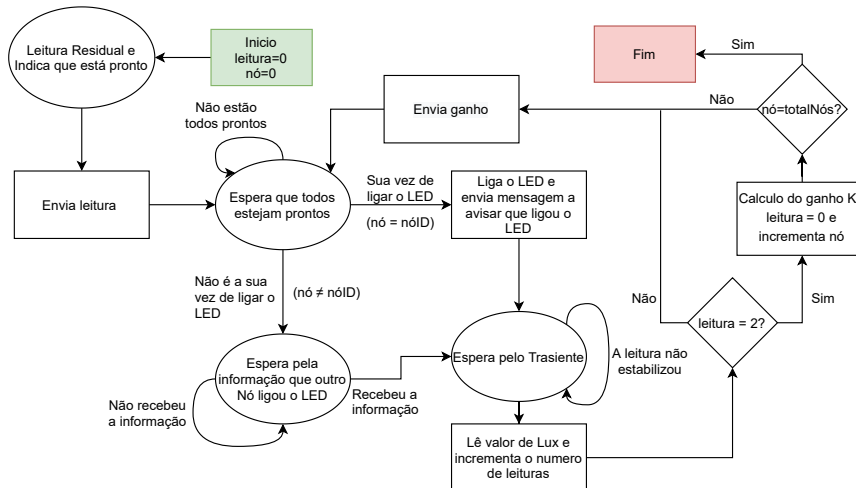 Leitura Residual e
Indica que está pronto
Inicio
leitura=0
nó=0
Fim
Sim
nó=totalNós?
Não
Envia ganho
Não estão
todos prontos
Envia leitura
Espera que todos
estejam prontos
Sua vez de
ligar o LED
(nó = nóID)
Liga o LED e
envia mensagem a
avisar que ligou o
LED
Calculo do ganho K
leitura = 0 e
incrementa nó
Não é a sua
vez de ligar o
LED
(nó ≠ nóID)
Não
Sim
leitura = 2?
Espera pela
informação que outro
Nó ligou o LED
Não recebeu
a informação
Recebeu a
informação
Espera pelo Trasiente
A leitura não
estabilizou
Lê valor de Lux e
incrementa o numero
de leituras